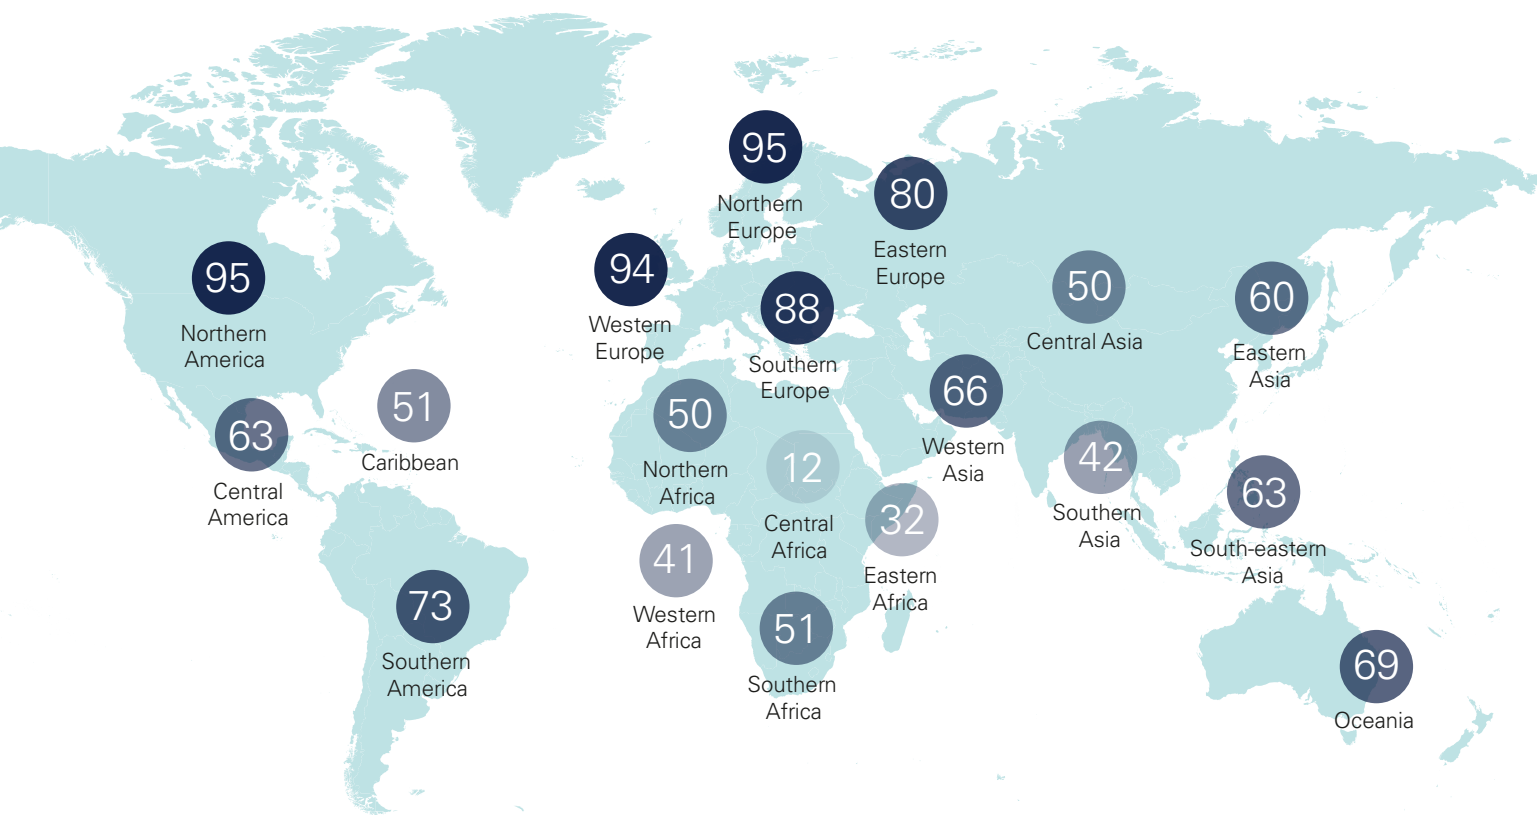 95
Northern
America
63
Central
America
51
Caribbean
73
Southern
America
95
Northern
Europe
94
Western
Europe
88
Southern
Europe
80
Eastern
Europe
50
Northern
Africa
12
Central
Africa
32
Eastern
Africa
41
Western
Africa
51
Southern
Africa
66
Western
Asia
50
Central Asia
60
Eastern
Asia
42
Southern
Asia
63
South-eastern
Asia
69
Oceania